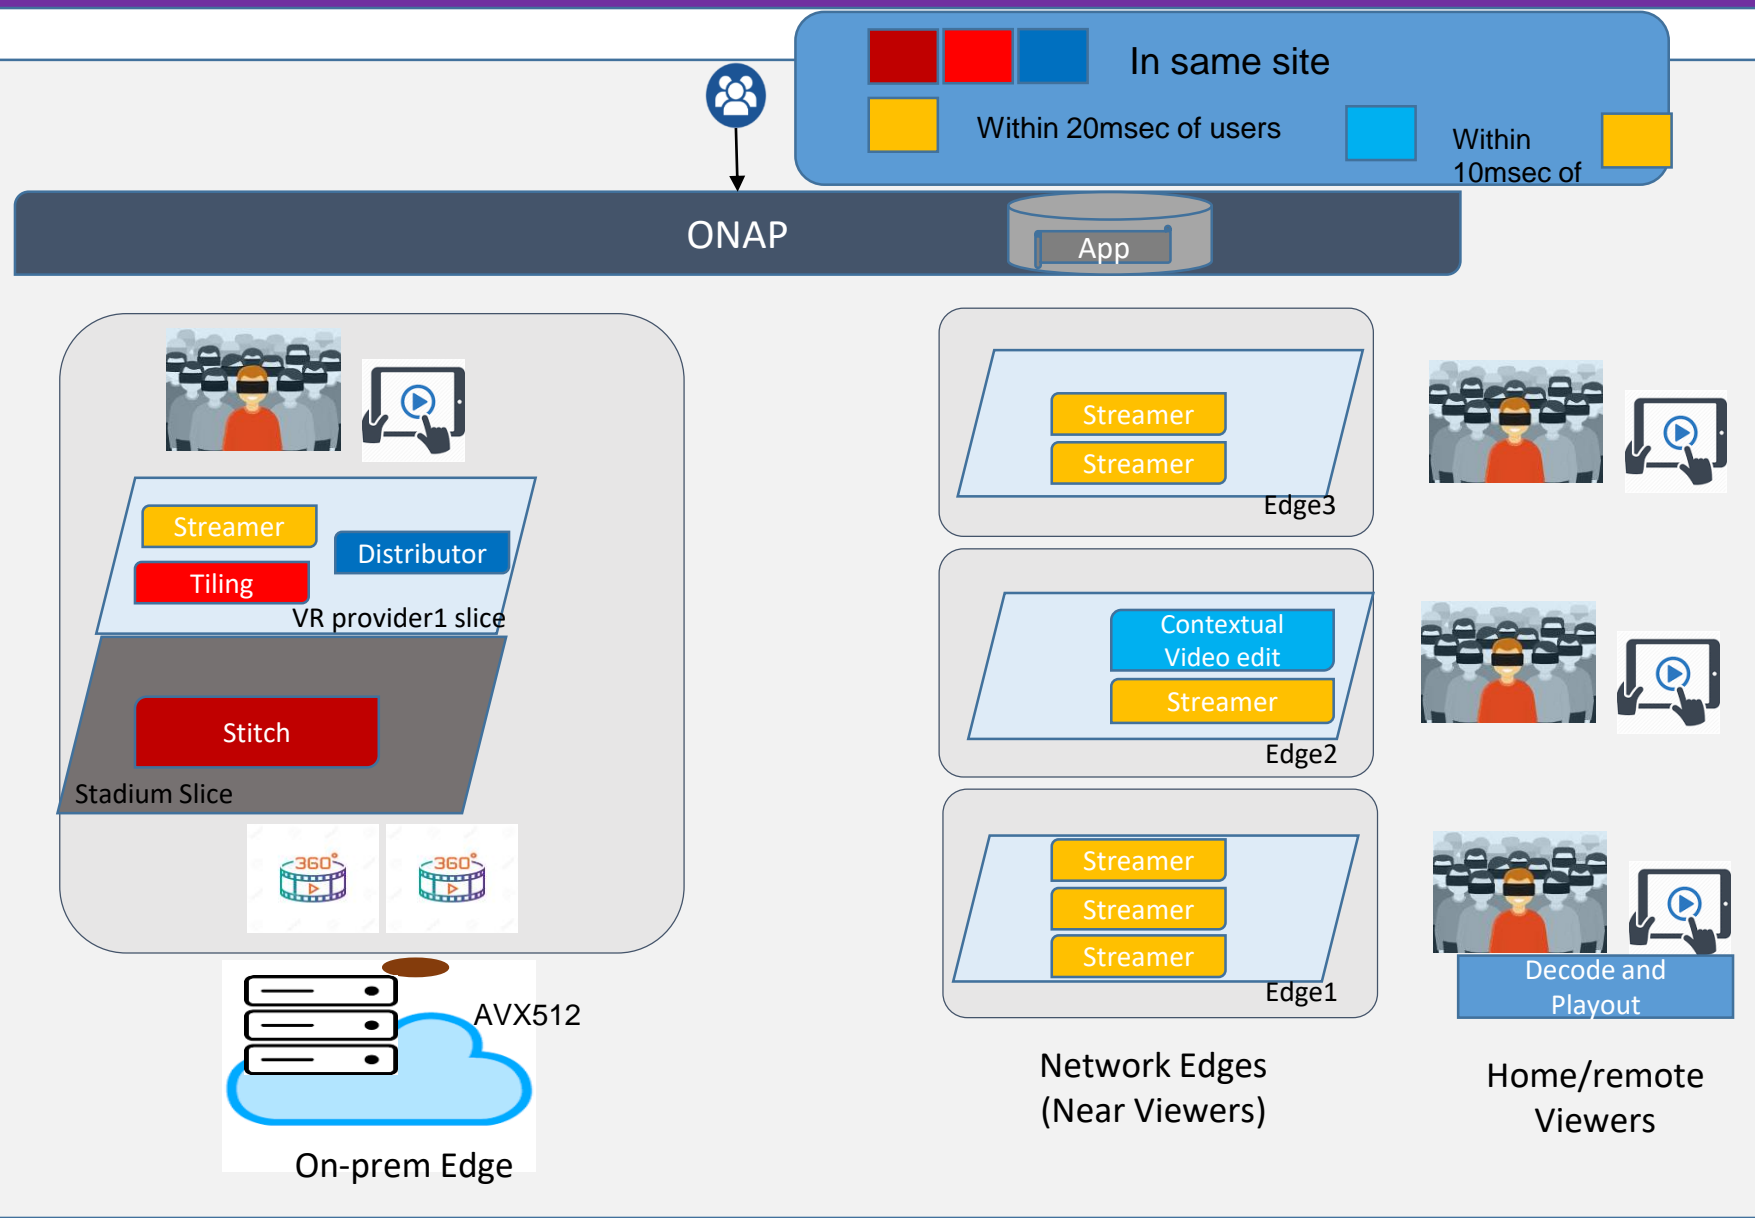 In same site
Within 20msec of users
Within
10msec of
ONAP
App
Streamer
Distributor
Tiling
VR provider1 slice
Stitch
Stadium Slice
360°
360°
AVX512
On-prem Edge
Streamer
Streamer
Edge3
Contextual
Video edit
Streamer
Edge2
Streamer
Streamer
Streamer
Edge1
Network Edges
(Near Viewers)
Decode and
Playout
Home/remote
Viewers